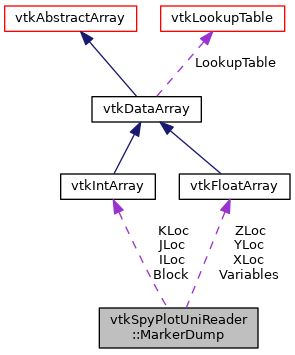 vtkAbstractArray
vtkLookupTable
LookupTable
vtkDataArray
vtkIntArray
vtkFloatArray
KLoc
JLoc
ILoc
Block
ZLoc
YLoc
XLoc
Variables
vtkSpyPlotUniReader
::MarkerDump